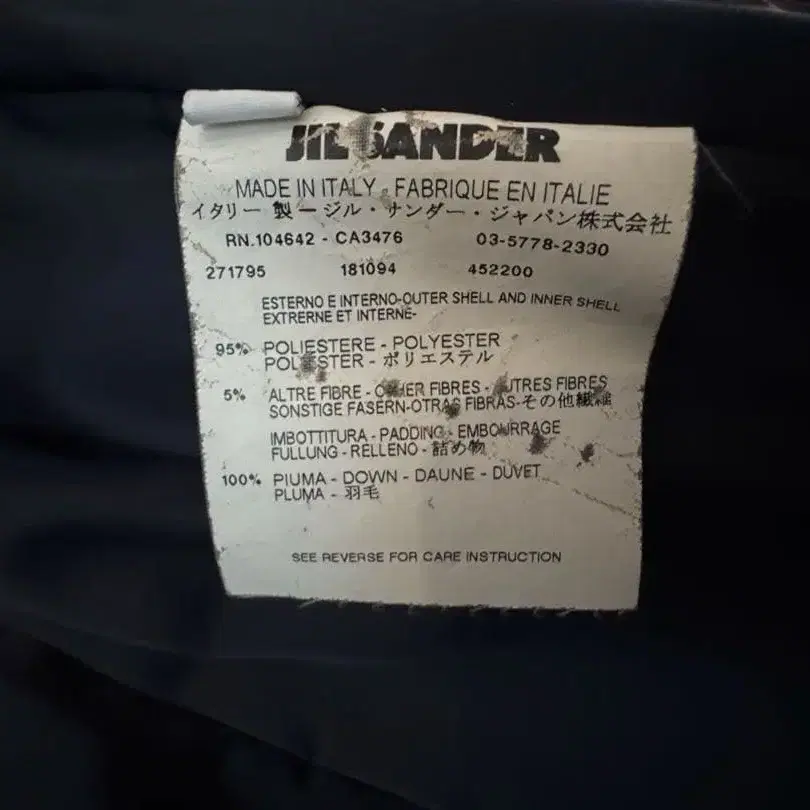 JIL SANDER
MADE IN ITALY - FABRIQUE EN ITALIE
イタリー 製 ー ジル・サンダー・ジャパン株式会社
RN.104642 - CA3476 03-5778-2330
271795 181094 452200
ESTERNO E INTERNO-OUTER SHELL AND INNER SHELL
EXTRERNE ET INTERNE-
95% POLIESTERE - POLYESTER
POLIESTER - ポリエステル
5% ALTRE FIBRE - OTHER FIBRES - AUTRES FIBRES
SONSTIGE FASERN-OTRAS FIBRAS-その他繊維
IMBOTTITURA - PADDING - EMBOURRAGE
FULLUNG - RELLENO - 詰め物
100% PIUMA - DOWN - DAUNE - DUVET
PLUMA - 羽毛
SEE REVERSE FOR CARE INSTRUCTION